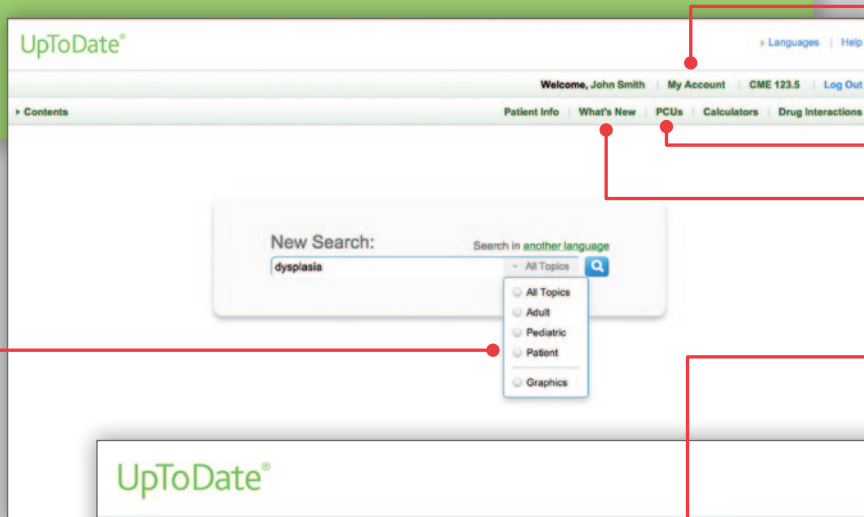 UpToDate®
Languages | Help
Welcome, John Smith | My Account | CME 123.5 | Log Out
Contents
Patient Info | What's New | PCUs | Calculators | Drug Interactions
New Search:
Search in another language
dysplasia
All Topics
All Topics
Adult
Pediatric
Patient
Graphics
UpToDate®